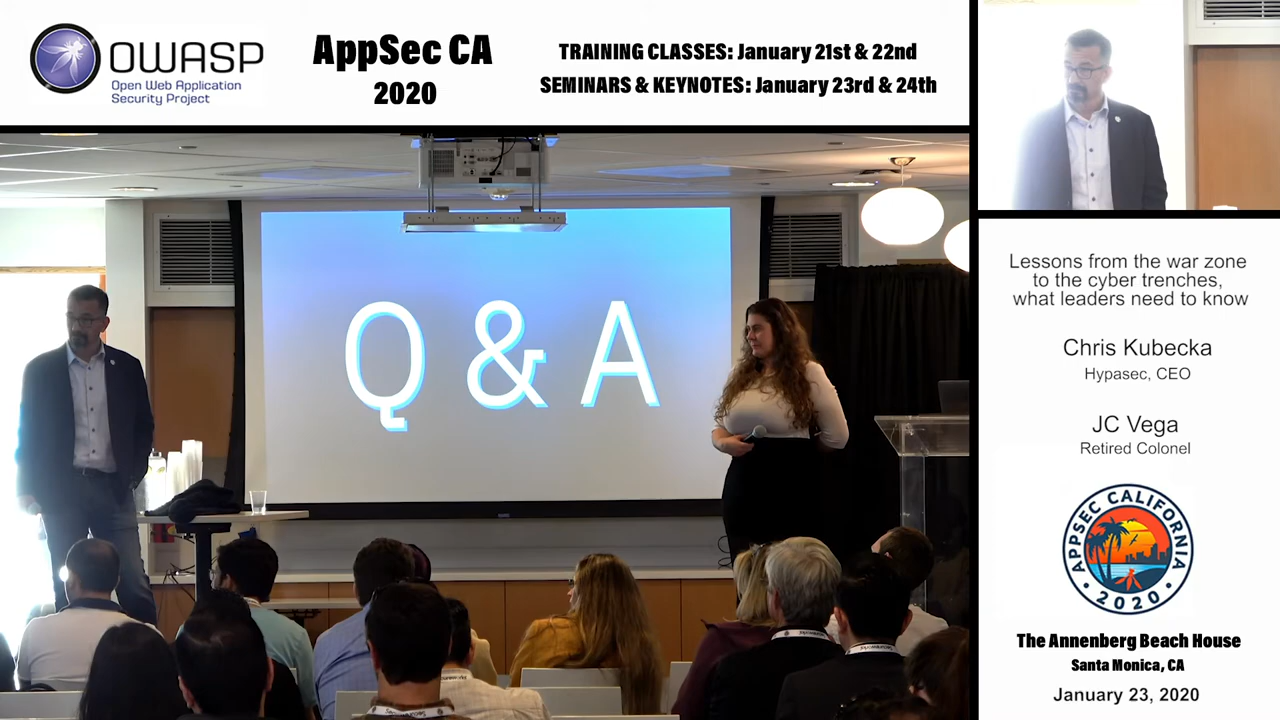 OWASP
Open Web Application
Security Project
AppSec CA
2020
TRAINING CLASSES: January 21st & 22nd
SEMINARS & KEYNOTES: January 23rd & 24th
Q & A
Lessons from the war zone
to the cyber trenches,
what leaders need to know
Chris Kubecka
Hypasec, CEO
JC Vega
Retired Colonel
APPSEC CALIFORNIA
• 2020 •
The Annenberg Beach House
Santa Monica, CA
January 23, 2020